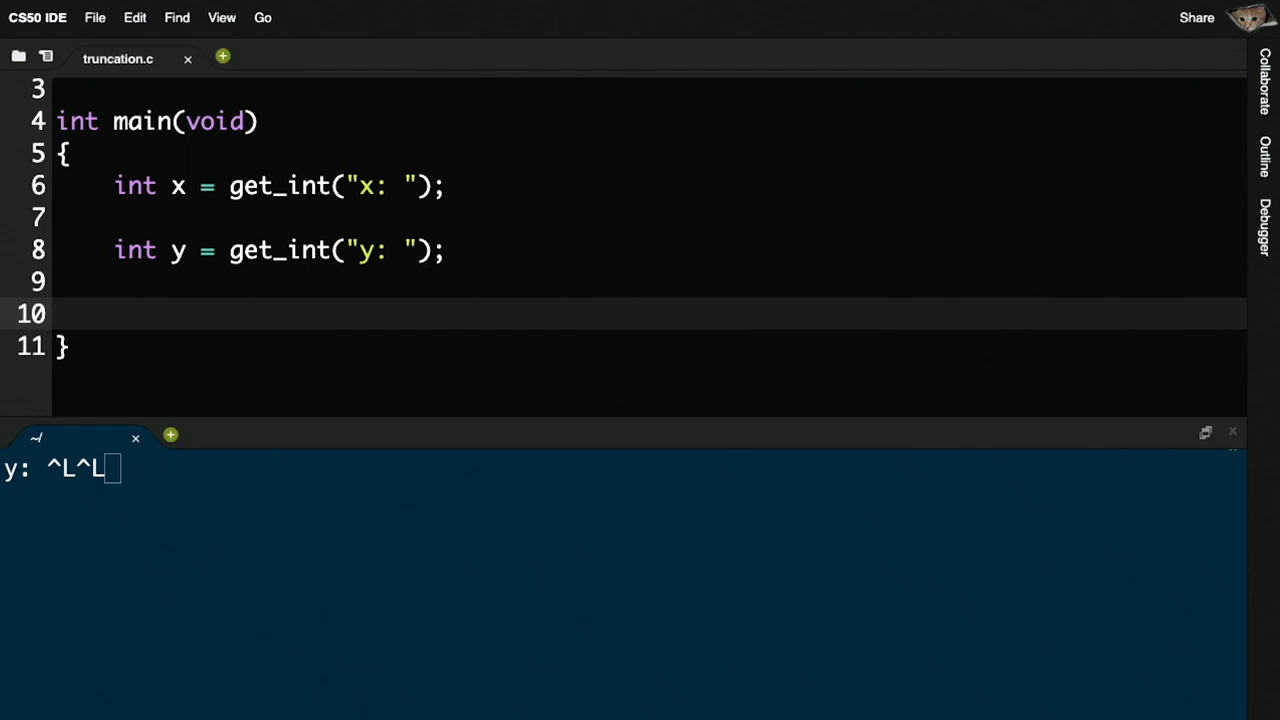 CS50 IDE File Edit Find View Go Share
truncation.c
3
4 int main(void)
5 {
6     int x = get_int("x: ");
7
8     int y = get_int("y: ");
9
10
11 }
~/
y: ^L^L
Collaborate
Outline
Debugger